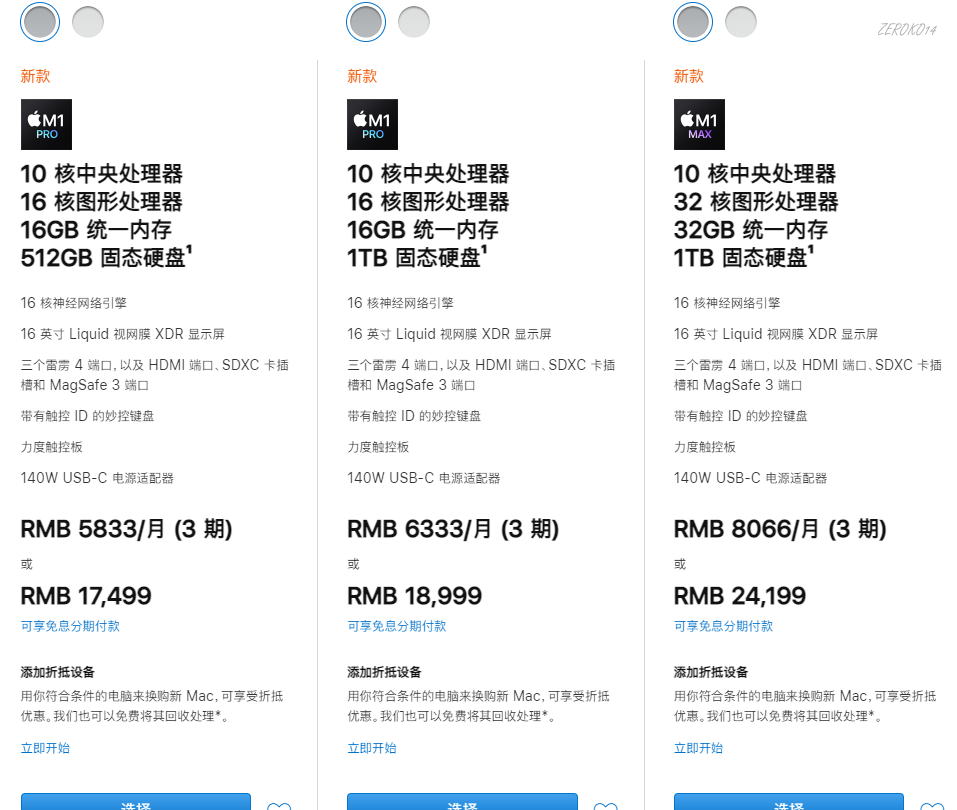 ZEROKO14
新款
M1
PRO
10 核中央处理器
16 核图形处理器
16GB 统一内存
512GB 固态硬盘¹
16 核神经网络引擎
16 英寸 Liquid 视网膜 XDR 显示屏
三个雷雳 4 端口，以及 HDMI 端口、SDXC 卡插
槽和 MagSafe 3 端口
带有触控 ID 的妙控键盘
力度触控板
140W USB-C 电源适配器
RMB 5833/月 (3 期)
或
RMB 17,499
可享免息分期付款
添加折抵设备
用你符合条件的电脑来换购新 Mac，可享受折抵
优惠。我们也可以免费将其回收处理*。
立即开始
选择
新款
M1
PRO
10 核中央处理器
16 核图形处理器
16GB 统一内存
1TB 固态硬盘¹
16 核神经网络引擎
16 英寸 Liquid 视网膜 XDR 显示屏
三个雷雳 4 端口，以及 HDMI 端口、SDXC 卡插
槽和 MagSafe 3 端口
带有触控 ID 的妙控键盘
力度触控板
140W USB-C 电源适配器
RMB 6333/月 (3 期)
或
RMB 18,999
可享免息分期付款
添加折抵设备
用你符合条件的电脑来换购新 Mac，可享受折抵
优惠。我们也可以免费将其回收处理*。
立即开始
选择
新款
M1
MAX
10 核中央处理器
32 核图形处理器
32GB 统一内存
1TB 固态硬盘¹
16 核神经网络引擎
16 英寸 Liquid 视网膜 XDR 显示屏
三个雷雳 4 端口，以及 HDMI 端口、SDXC 卡插
槽和 MagSafe 3 端口
带有触控 ID 的妙控键盘
力度触控板
140W USB-C 电源适配器
RMB 8066/月 (3 期)
或
RMB 24,199
可享免息分期付款
添加折抵设备
用你符合条件的电脑来换购新 Mac，可享受折抵
优惠。我们也可以免费将其回收处理*。
立即开始
选择